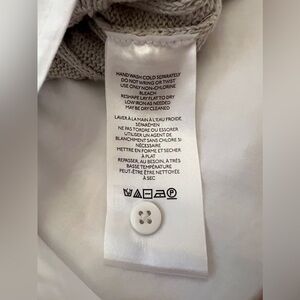 HAND WASH COLD SEPARATELY
DO NOT WRING OR TWIST
USE ONLY NON-CHLORINE
BLEACH
RESHAPE LAY FLAT TO DRY
LOW IRON AS NEEDED
MAY BE DRY CLEANED
LAVER À LA MAIN À L'EAU FROIDE,
SÉPARÉMEN
NE PAS TORDRE OU ESSORER
UTILISER UN AGENT DE
BLANCHIMENT SANS CHLORE SI
NÉCESSAIRE
METTRE EN FORME ET SÉCHER
À PLAT
REPASSER, AU BESOIN, À TRÈS
BASSE TEMPÉRATURE
PEUT-ÊTRE ÊTRE NETTOYÉE
À SEC
P